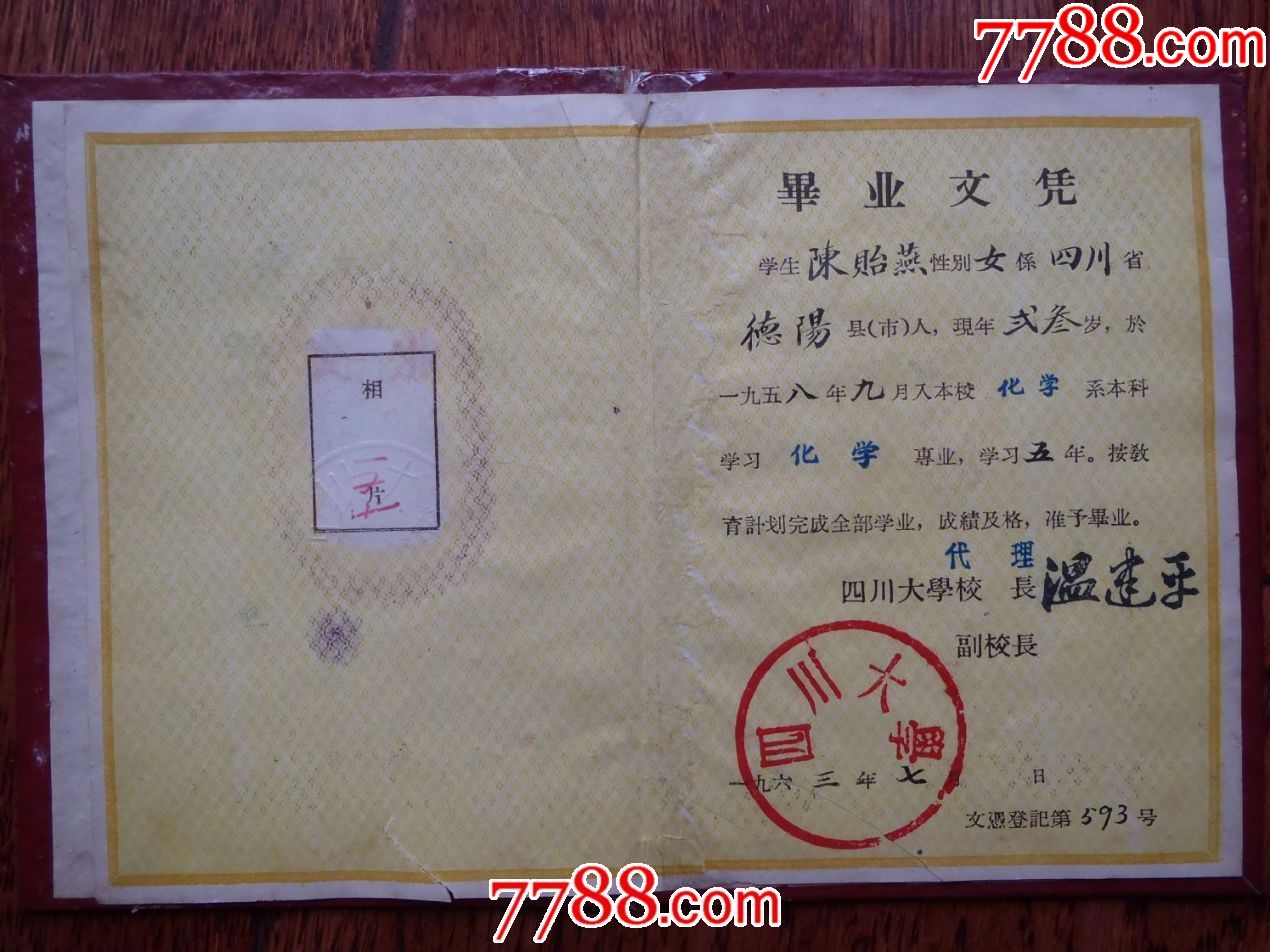 7788.com
畢业文凭
学生陳貽燕性別女係四川省
德陽县(市)人，現年弍叁岁，於
一九五八年九月入本校化学系本科
学习化学專业，学习五年。按敎
育計划完成全部学业，成績及格，准予畢业。
代理
四川大學校長溫建平
副校長
四川大學
一九六三年七月 日
文憑登記第593号
相
片
7788.com